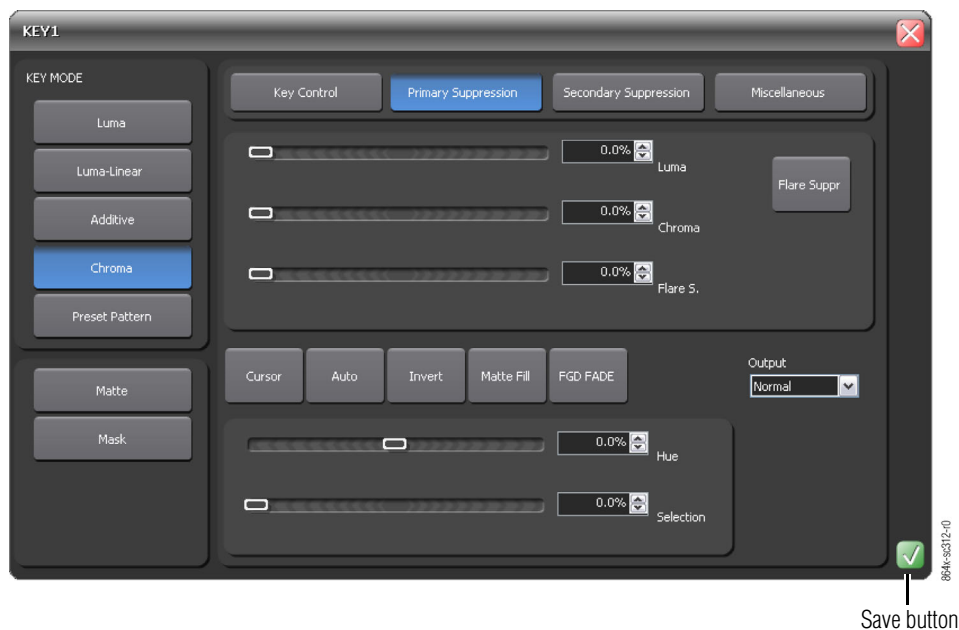 KEY1
KEY MODE
Luma
Luma-Linear
Additive
Chroma
Preset Pattern
Matte
Mask
Key Control
Primary Suppression
Secondary Suppression
Miscellaneous
0.0%
Luma
0.0%
Chroma
0.0%
Flare S.
Flare Suppr
Cursor
Auto
Invert
Matte Fill
FGD FADE
Output
Normal
0.0%
Hue
0.0%
Selection
864x-sc312-r0
Save button